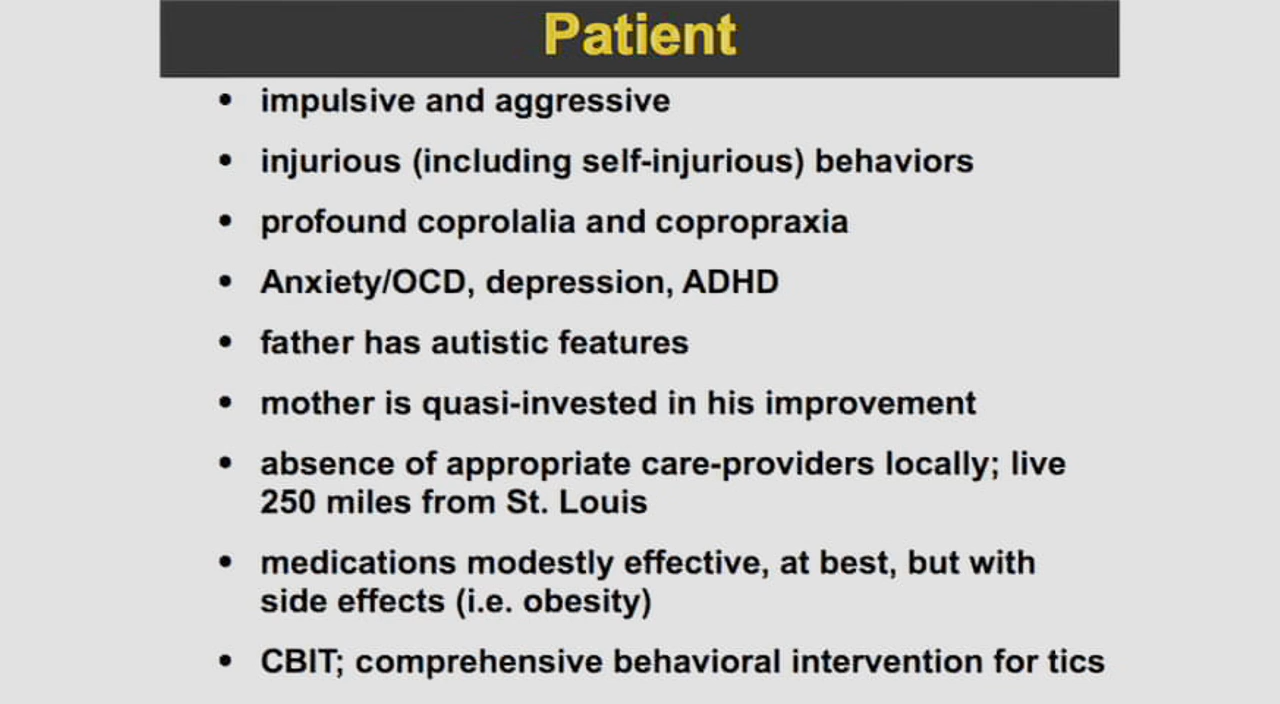 Patient
• impulsive and aggressive
• injurious (including self-injurious) behaviors
• profound coprolalia and copropraxia
• Anxiety/OCD, depression, ADHD
• father has autistic features
• mother is quasi-invested in his improvement
• absence of appropriate care-providers locally; live
250 miles from St. Louis
• medications modestly effective, at best, but with
side effects (i.e. obesity)
• CBIT; comprehensive behavioral intervention for tics